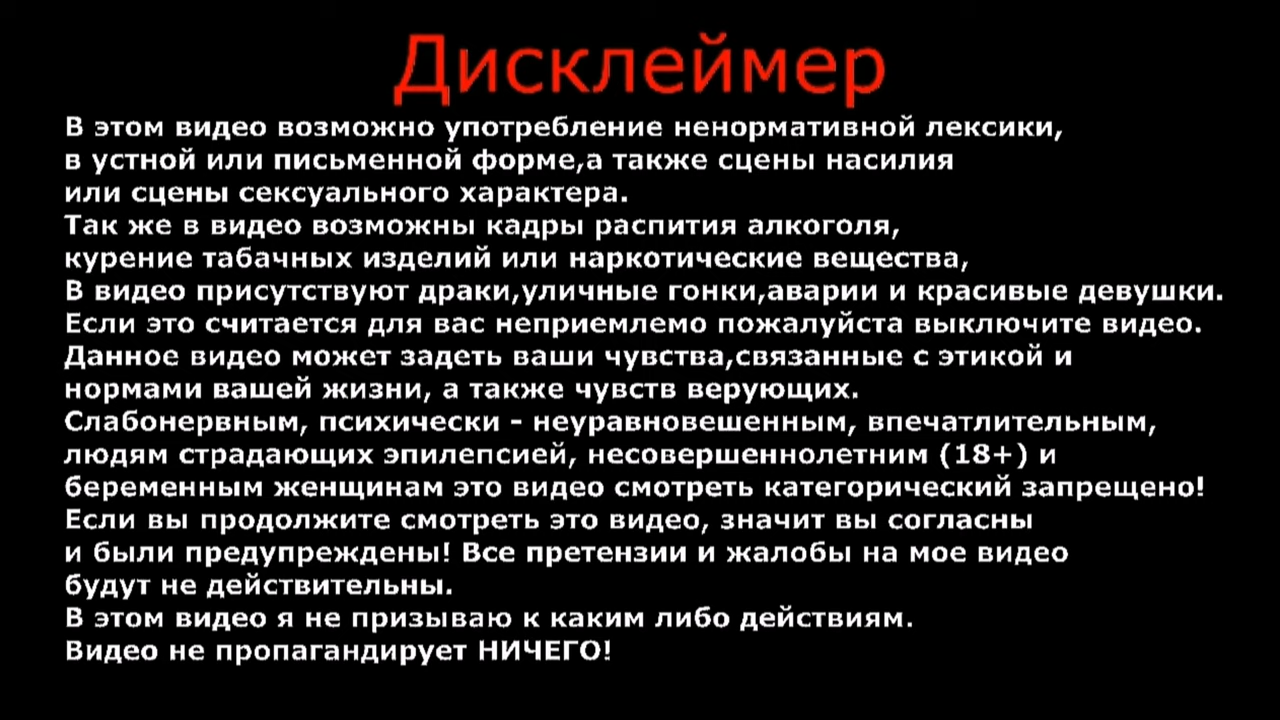 Дисклеймер
В этом видео возможно употребление ненормативной лексики,
в устной или письменной форме,а также сцены насилия
или сцены сексуального характера.
Так же в видео возможны кадры распития алкоголя,
курение табачных изделий или наркотические вещества,
В видео присутствуют драки,уличные гонки,аварии и красивые девушки.
Если это считается для вас неприемлемо пожалуйста выключите видео.
Данное видео может задеть ваши чувства,связанные с этикой и
нормами вашей жизни, а также чувств верующих.
Слабонервным, психически - неуравновешенным, впечатлительным,
людям страдающих эпилепсией, несовершеннолетним (18+) и
беременным женщинам это видео смотреть категорический запрещено!
Если вы продолжите смотреть это видео, значит вы согласны
и были предупреждены! Все претензии и жалобы на мое видео
будут не действительны.
В этом видео я не призываю к каким либо действиям.
Видео не пропагандирует НИЧЕГО!